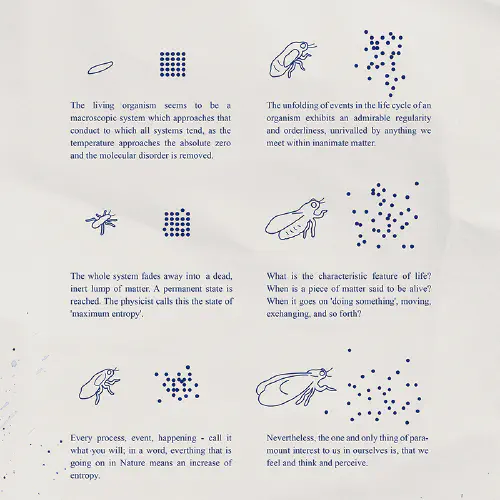 The living organism seems to be a
macroscopic system which approaches that
conduct to which all systems tend, as the
temperature approaches the absolute zero
and the molecular disorder is removed.
The whole system fades away into a dead,
inert lump of matter. A permanent state is
reached. The physicist calls this the state of
'maximum entropy'.
Every process, event, happening - call it
what you will; in a word, everthing that is
going on in Nature means an increase of
entropy.
The unfolding of events in the life cycle of an
organism exhibits an admirable regularity
and orderliness, unrivalled by anything we
meet within inanimate matter.
What is the characteristic feature of life?
When is a piece of matter said to be alive?
When it goes on 'doing something', moving,
exchanging, and so forth?
Nevertheless, the one and only thing of para-
mount interest to us in ourselves is, that we
feel and think and perceive.